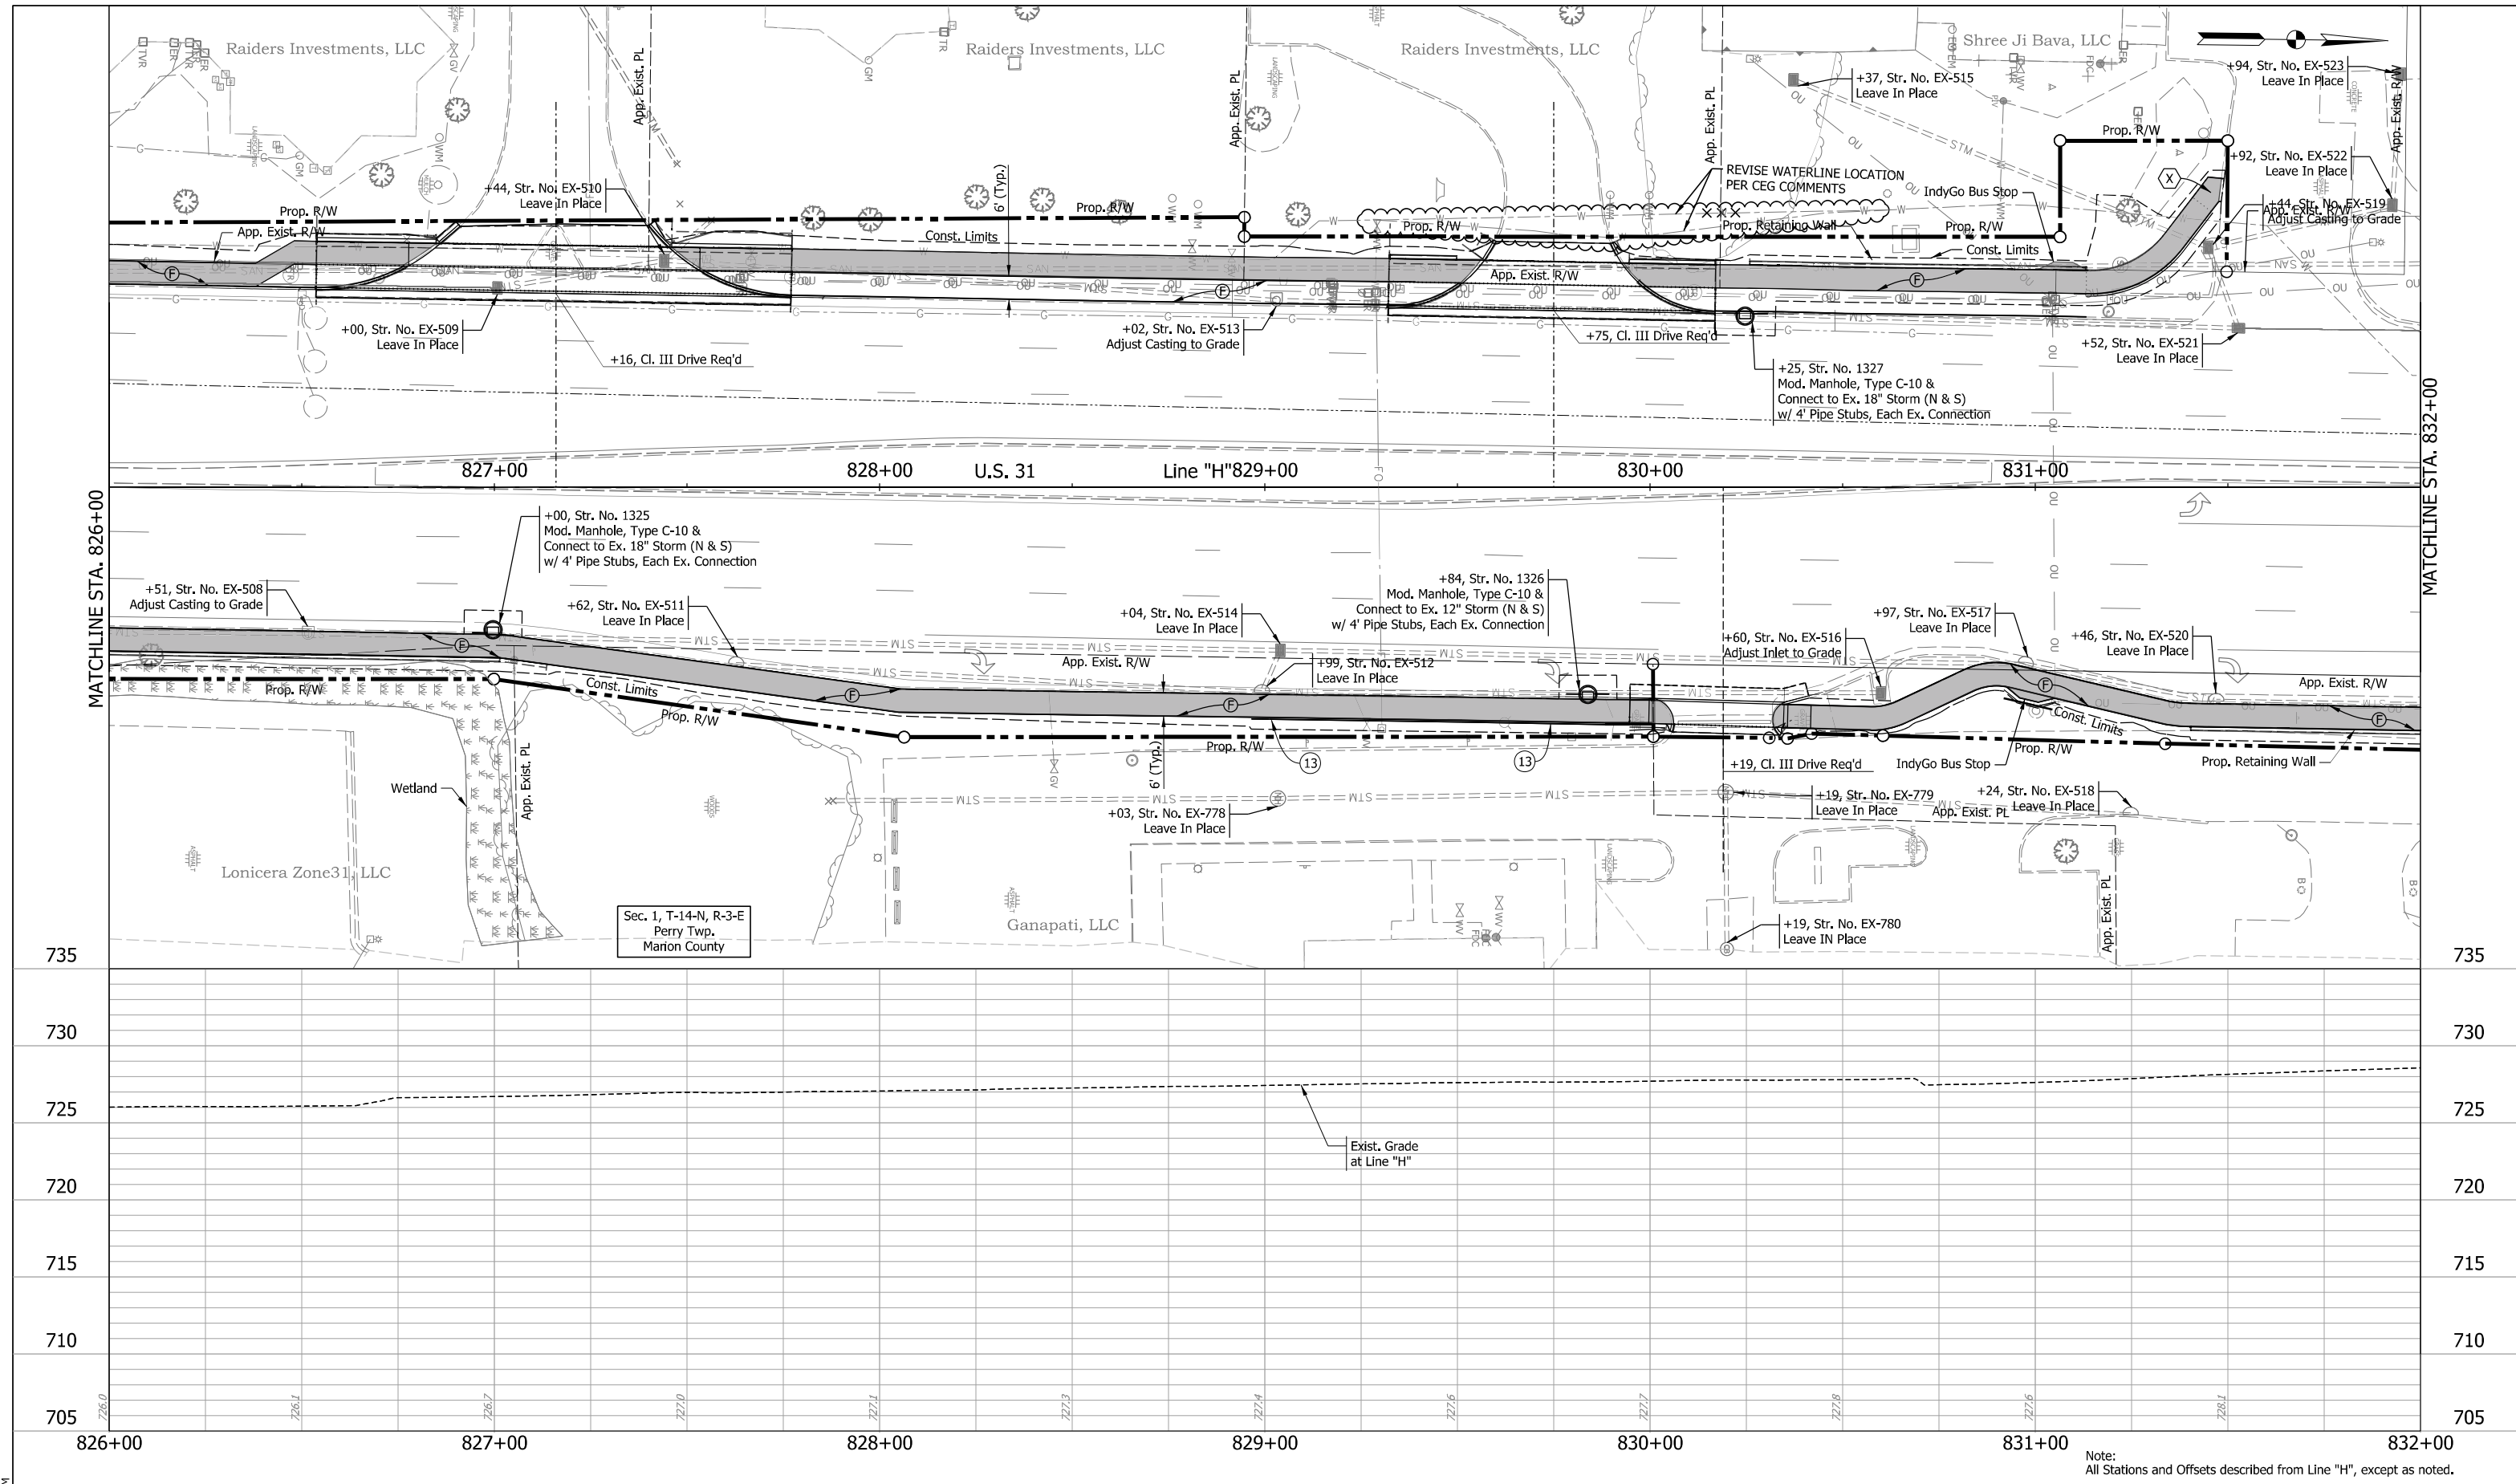 Raiders Investments, LLC
Raiders Investments, LLC
Raiders Investments, LLC
Shree Ji Bava, LLC
App. Exist. PL
App. Exist. PL
App. Exist. PL
App. Exist. R/W
+37, Str. No. EX-515
Leave In Place
+94, Str. No. EX-523
Leave In Place
+92, Str. No. EX-522
Leave In Place
+44, Str. No. EX-519
Adjust Casting to Grade
App. Exist. R/W
Prop. R/W
X
REVISE WATERLINE LOCATION
PER CEG COMMENTS
IndyGo Bus Stop
+44, Str. No. EX-510
Leave In Place
6' (Typ.)
Prop. R/W
App. Exist. R/W
Prop. R/W
Const. Limits
Prop. R/W
Prop. Retaining Wall
Prop. R/W
Const. Limits
App. Exist. R/W
F
F
F
+00, Str. No. EX-509
Leave In Place
+16, Cl. III Drive Req'd
+02, Str. No. EX-513
Adjust Casting to Grade
+75, Cl. III Drive Req'd
+52, Str. No. EX-521
Leave In Place
+25, Str. No. 1327
Mod. Manhole, Type C-10 &
Connect to Ex. 18" Storm (N & S)
w/ 4' Pipe Stubs, Each Ex. Connection
827+00
828+00
U.S. 31
Line "H"
829+00
830+00
831+00
MATCHLINE STA. 826+00
MATCHLINE STA. 832+00
+00, Str. No. 1325
Mod. Manhole, Type C-10 &
Connect to Ex. 18" Storm (N & S)
w/ 4' Pipe Stubs, Each Ex. Connection
+51, Str. No. EX-508
Adjust Casting to Grade
+62, Str. No. EX-511
Leave In Place
+04, Str. No. EX-514
Leave In Place
+84, Str. No. 1326
Mod. Manhole, Type C-10 &
Connect to Ex. 12" Storm (N & S)
w/ 4' Pipe Stubs, Each Ex. Connection
+97, Str. No. EX-517
Leave In Place
+60, Str. No. EX-516
Adjust Inlet to Grade
+46, Str. No. EX-520
Leave In Place
App. Exist. R/W
+99, Str. No. EX-512
Leave In Place
App. Exist. R/W
F
F
F
F
F
Prop. R/W
Const. Limits
Prop. R/W
Prop. R/W
Const. Limits
Prop. R/W
6' (Typ.)
13
13
+19, Cl. III Drive Req'd
IndyGo Bus Stop
Prop. Retaining Wall
Wetland
App. Exist. PL
+03, Str. No. EX-778
Leave In Place
+19, Str. No. EX-779
Leave In Place
+24, Str. No. EX-518
Leave In Place
App. Exist. PL
App. Exist. PL
Lonicera Zone31, LLC
Ganapati, LLC
Sec. 1, T-14-N, R-3-E
Perry Twp.
Marion County
+19, Str. No. EX-780
Leave IN Place
735
735
730
730
725
725
Exist. Grade
at Line "H"
720
720
715
715
710
710
705
705
726.0
726.1
726.7
727.0
727.1
727.3
727.4
727.6
727.7
727.8
727.6
728.1
826+00
827+00
828+00
829+00
830+00
831+00
832+00
Note:
All Stations and Offsets described from Line "H", except as noted.